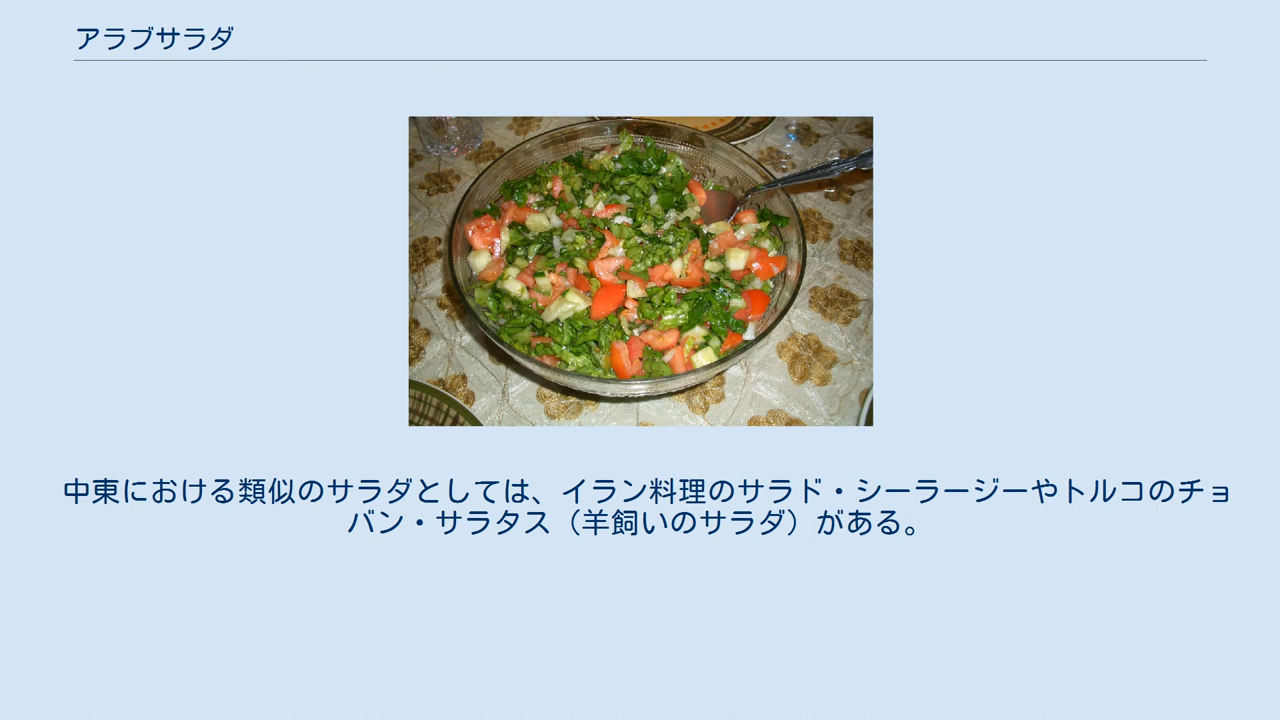 アラブサラダ
中東における類似のサラダとしては、イラン料理のサラド・シーラージーやトルコのチョ
バン・サラタス（羊飼いのサラダ）がある。